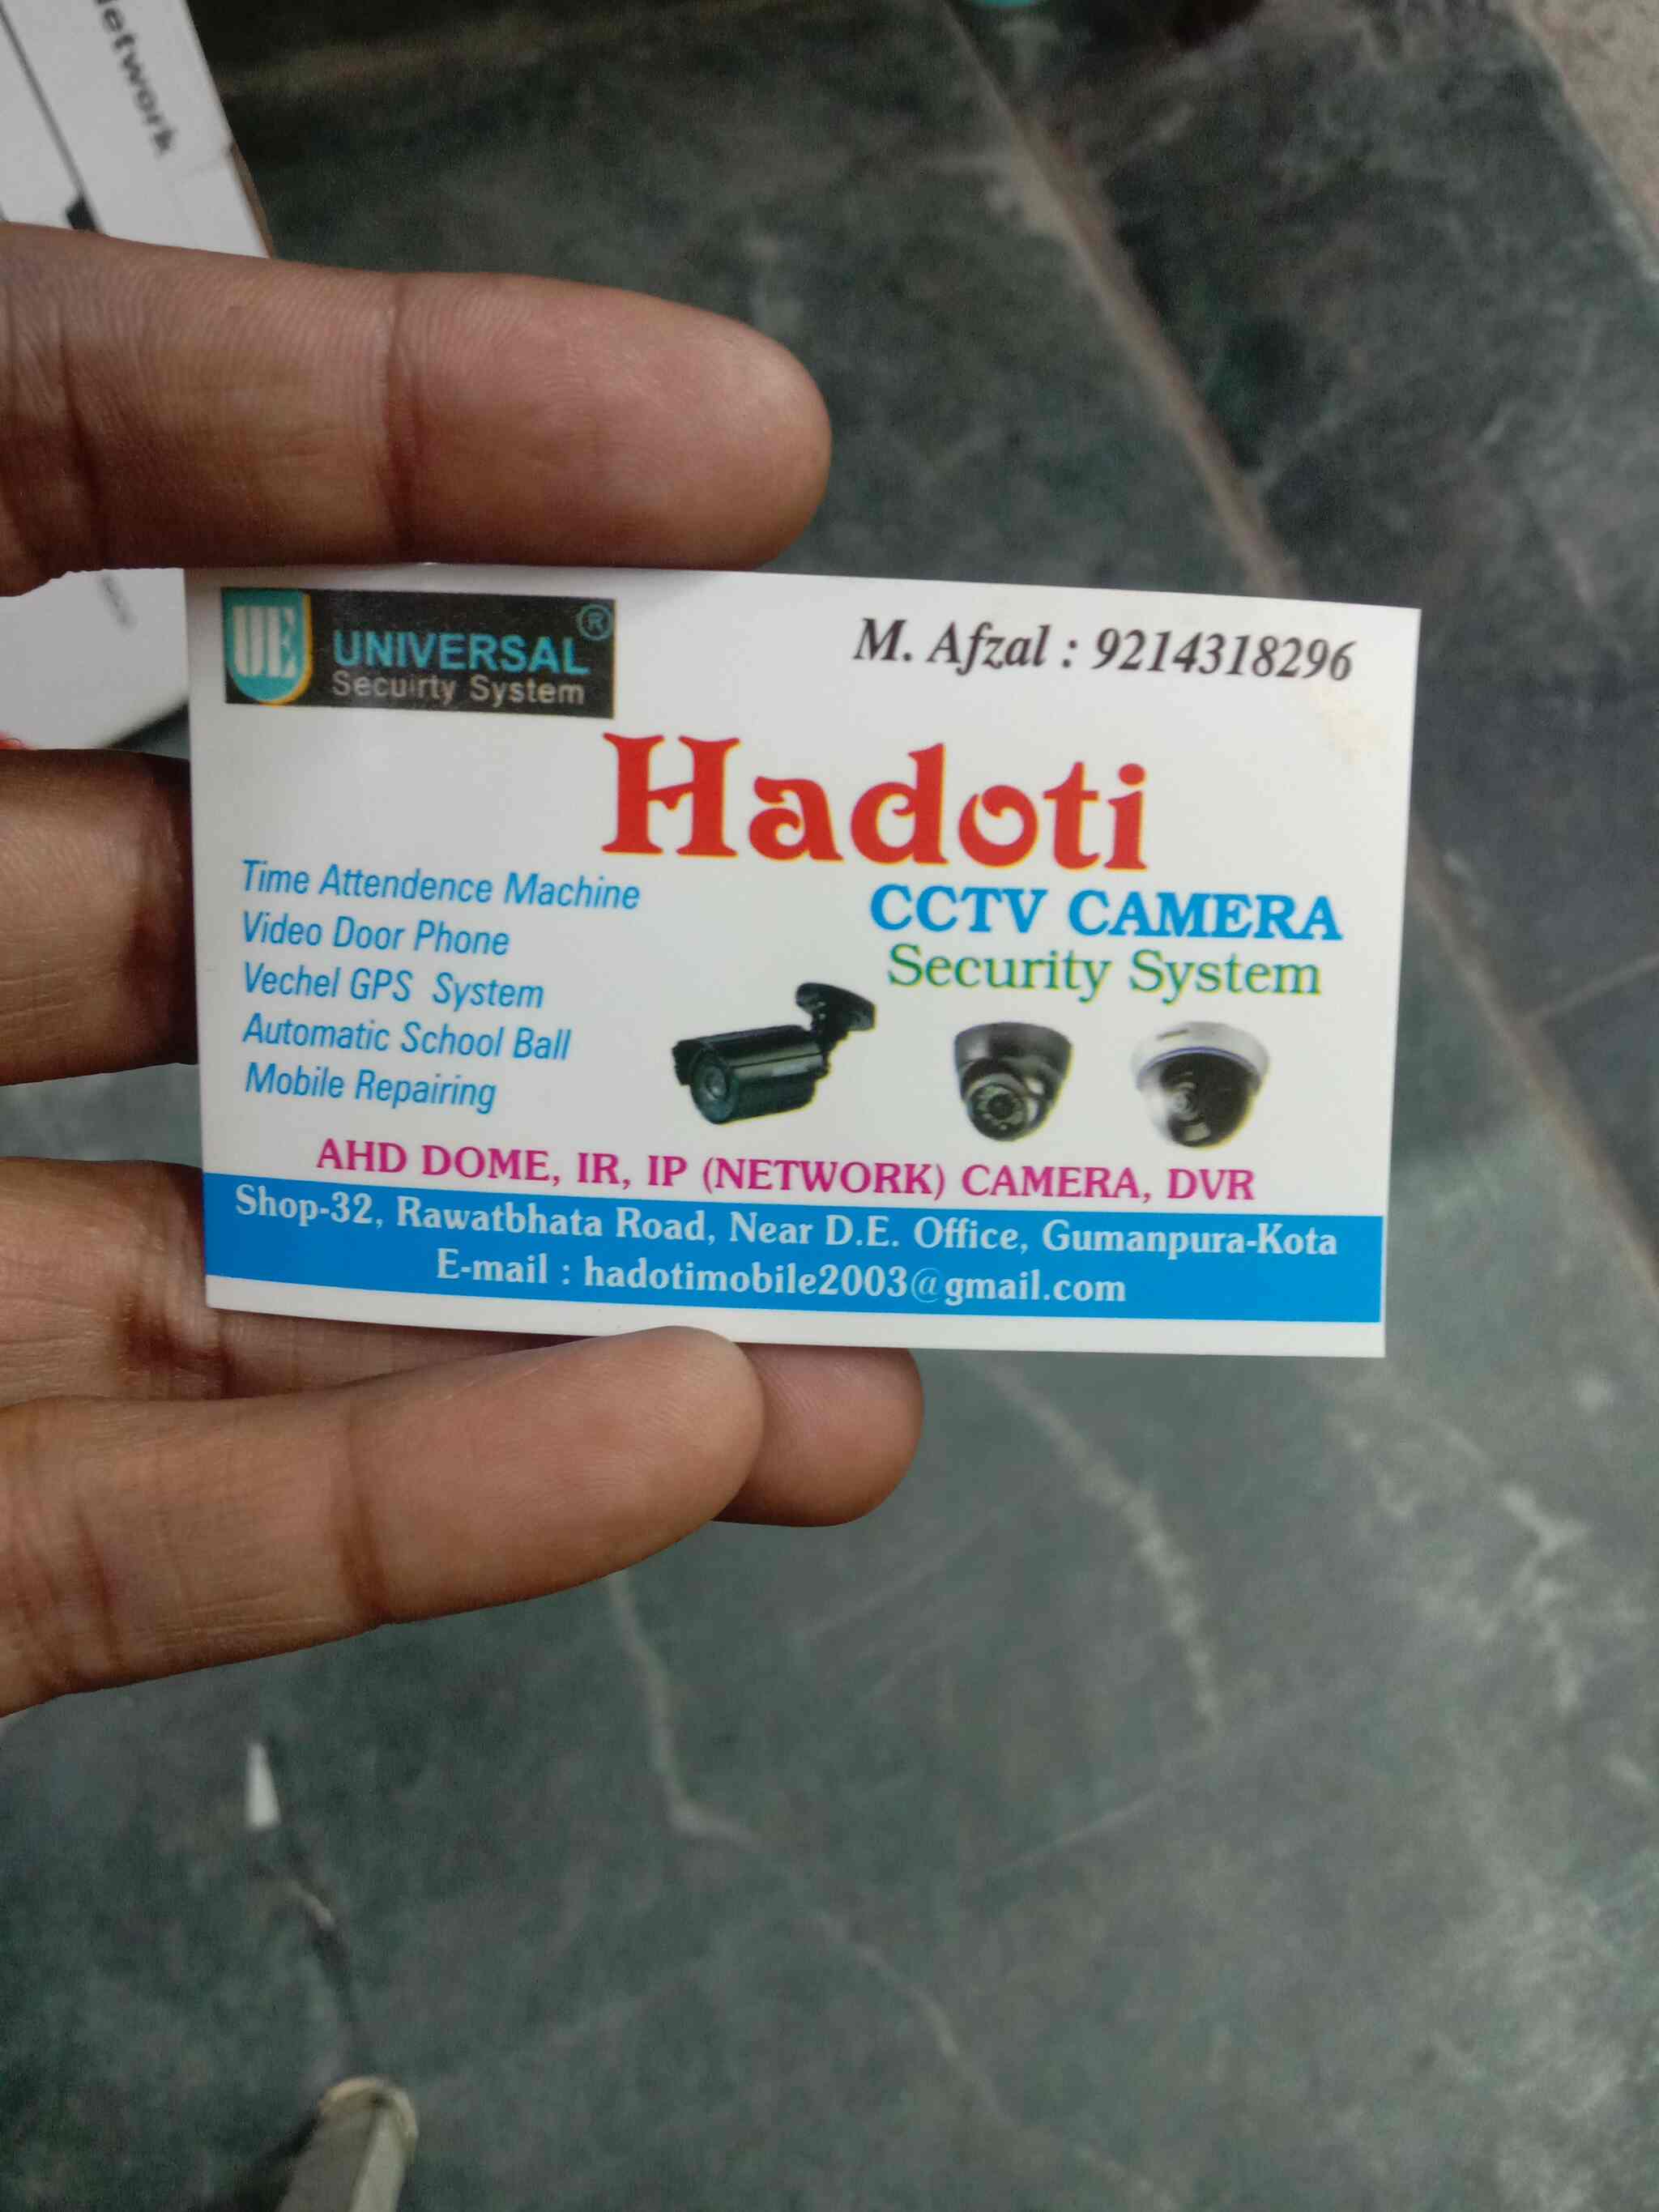 etwork
UE
UNIVERSAL®
Secuirty System
M. Afzal : 9214318296
Hadoti
CCTV CAMERA
Security System
Time Attendence Machine
Video Door Phone
Vechel GPS System
Automatic School Ball
Mobile Repairing
AHD DOME, IR, IP (NETWORK) CAMERA, DVR
Shop-32, Rawatbhata Road, Near D.E. Office, Gumanpura-Kota
E-mail : hadotimobile2003@gmail.com